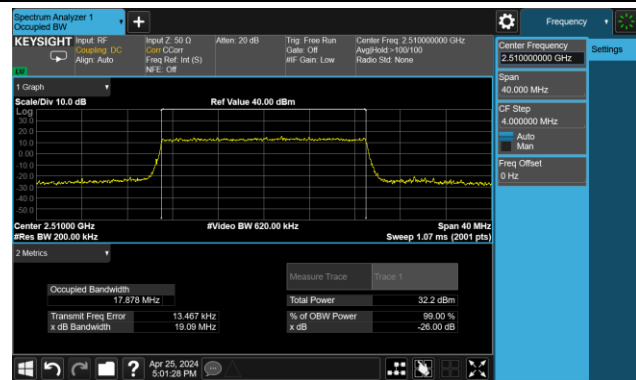 Spectrum Analyzer 1
Occupied BW
Frequency
KEYSIGHT
Input: RF
Coupling: DC
Align: Auto
Input Z: 50 Ω
Corr CCorr
Freq Ref: Int (S)
NFE: Off
Atten: 20 dB
Trig: Free Run
Gate: Off
#IF Gain: Low
Center Freq: 2.510000000 GHz
Avg|Hold:>100/100
Radio Std: None
Center Frequency
2.510000000 GHz
Settings
Span
40.000 MHz
CF Step
4.000000 MHz
Auto
Man
Freq Offset
0 Hz
1 Graph
Scale/Div 10.0 dB
Ref Value 40.00 dBm
Log
30.0
20.0
10.0
0.00
-10.0
-20.0
-30.0
-40.0
-50.0
Center 2.51000 GHz
#Video BW 620.00 kHz
Span 40 MHz
#Res BW 200.00 kHz
Sweep 1.07 ms (2001 pts)
2 Metrics
Measure Trace
Trace 1
Occupied Bandwidth
17.878 MHz
Total Power
32.2 dBm
Transmit Freq Error
13.467 kHz
% of OBW Power
99.00 %
x dB Bandwidth
19.09 MHz
x dB
-26.00 dB
?
Apr 25, 2024
5:01:28 PM